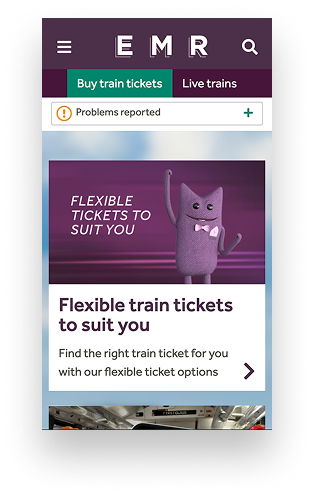 EMR
Buy train tickets
Live trains
Problems reported
FLEXIBLE
TICKETS TO
SUIT YOU
Flexible train tickets
to suit you
Find the right train ticket for you
with our flexible ticket options